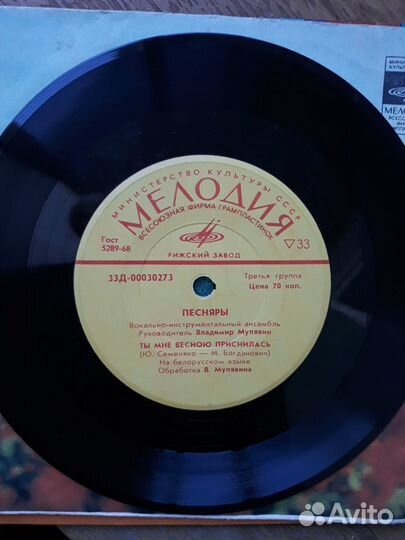 МИНИСТЕРСТВО КУЛЬТУРЫ СССР
МЕЛОДИЯ
ВСЕСОЮЗНАЯ ФИРМА ГРАМПЛАСТИНОК
Гост
5289-68
▽33
РИЖСКИЙ ЗАВОД
33Д-00030273
Третья группа
Цена 70 коп.
ПЕСНЯРЫ
Вокально-инструментальный ансамбль
Руководитель Владимир Мулявин
ТЫ МНЕ ВЕСНОЮ ПРИСНИЛАСЬ
(Ю. Семеняко — М. Богданович)
На Белорусском языке
Обработка В. Мулявина
Avito